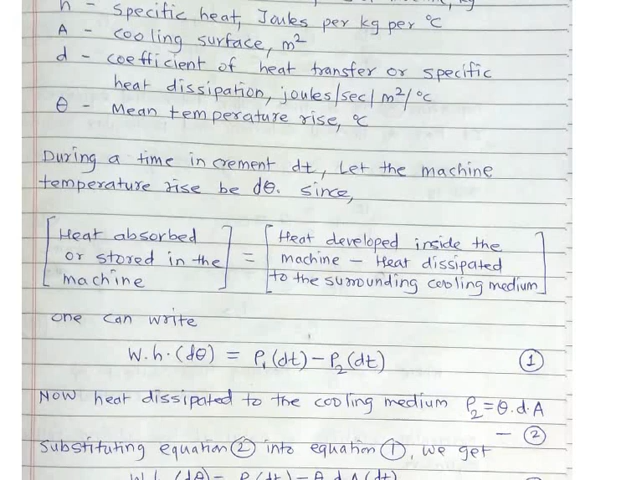 h - specific heat, Joules per kg per °C
A - cooling surface, m²
d - coefficient of heat transfer or specific
heat dissipation, joules/sec/m²/°C
θ - Mean temperature rise, °C
During a time increment dt, Let the machine
temperature rise be dθ. since,
[Heat absorbed or stored in the machine] = [Heat developed inside the machine - Heat dissipated to the surrounding cooling medium]
one can write
W.h.(dθ) = P₁(dt) - P₂(dt) ①
NOW heat dissipated to the cooling medium P₂ = θ.d.A
- ②
Substituting equation ② into equation ①, we get
W.h.(dθ) = P₁(dt) - θ.d.A(dt)